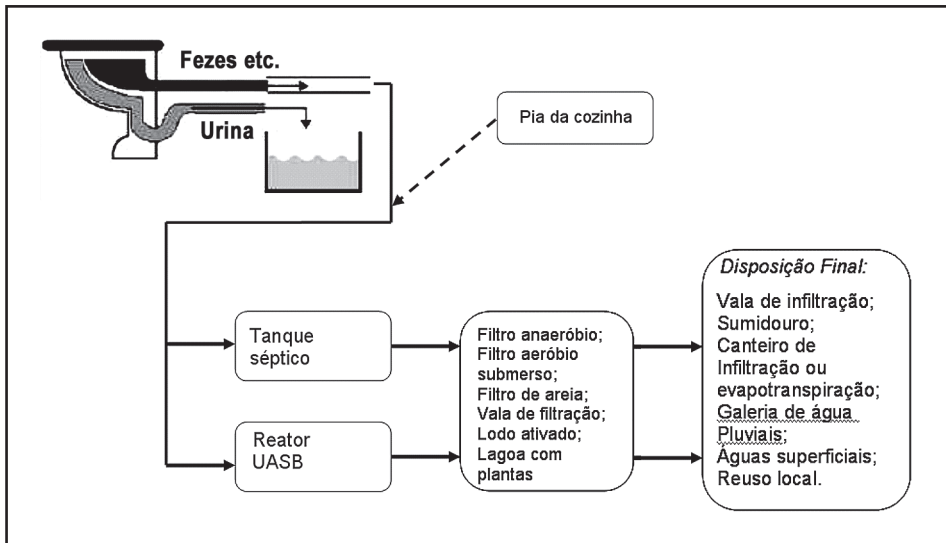 Fezes etc.
Urina
Pia da cozinha
Tanque
séptico
Reator
UASB
Filtro anaeróbio;
Filtro aeróbio
submerso;
Filtro de areia;
Vala de filtração;
Lodo ativado;
Lagoa com
plantas
Disposição Final:
Vala de infiltração;
Sumidouro;
Canteiro de
Infiltração ou
evapotranspiração;
Galeria de água
Pluviais;
Águas superficiais;
Reuso local.